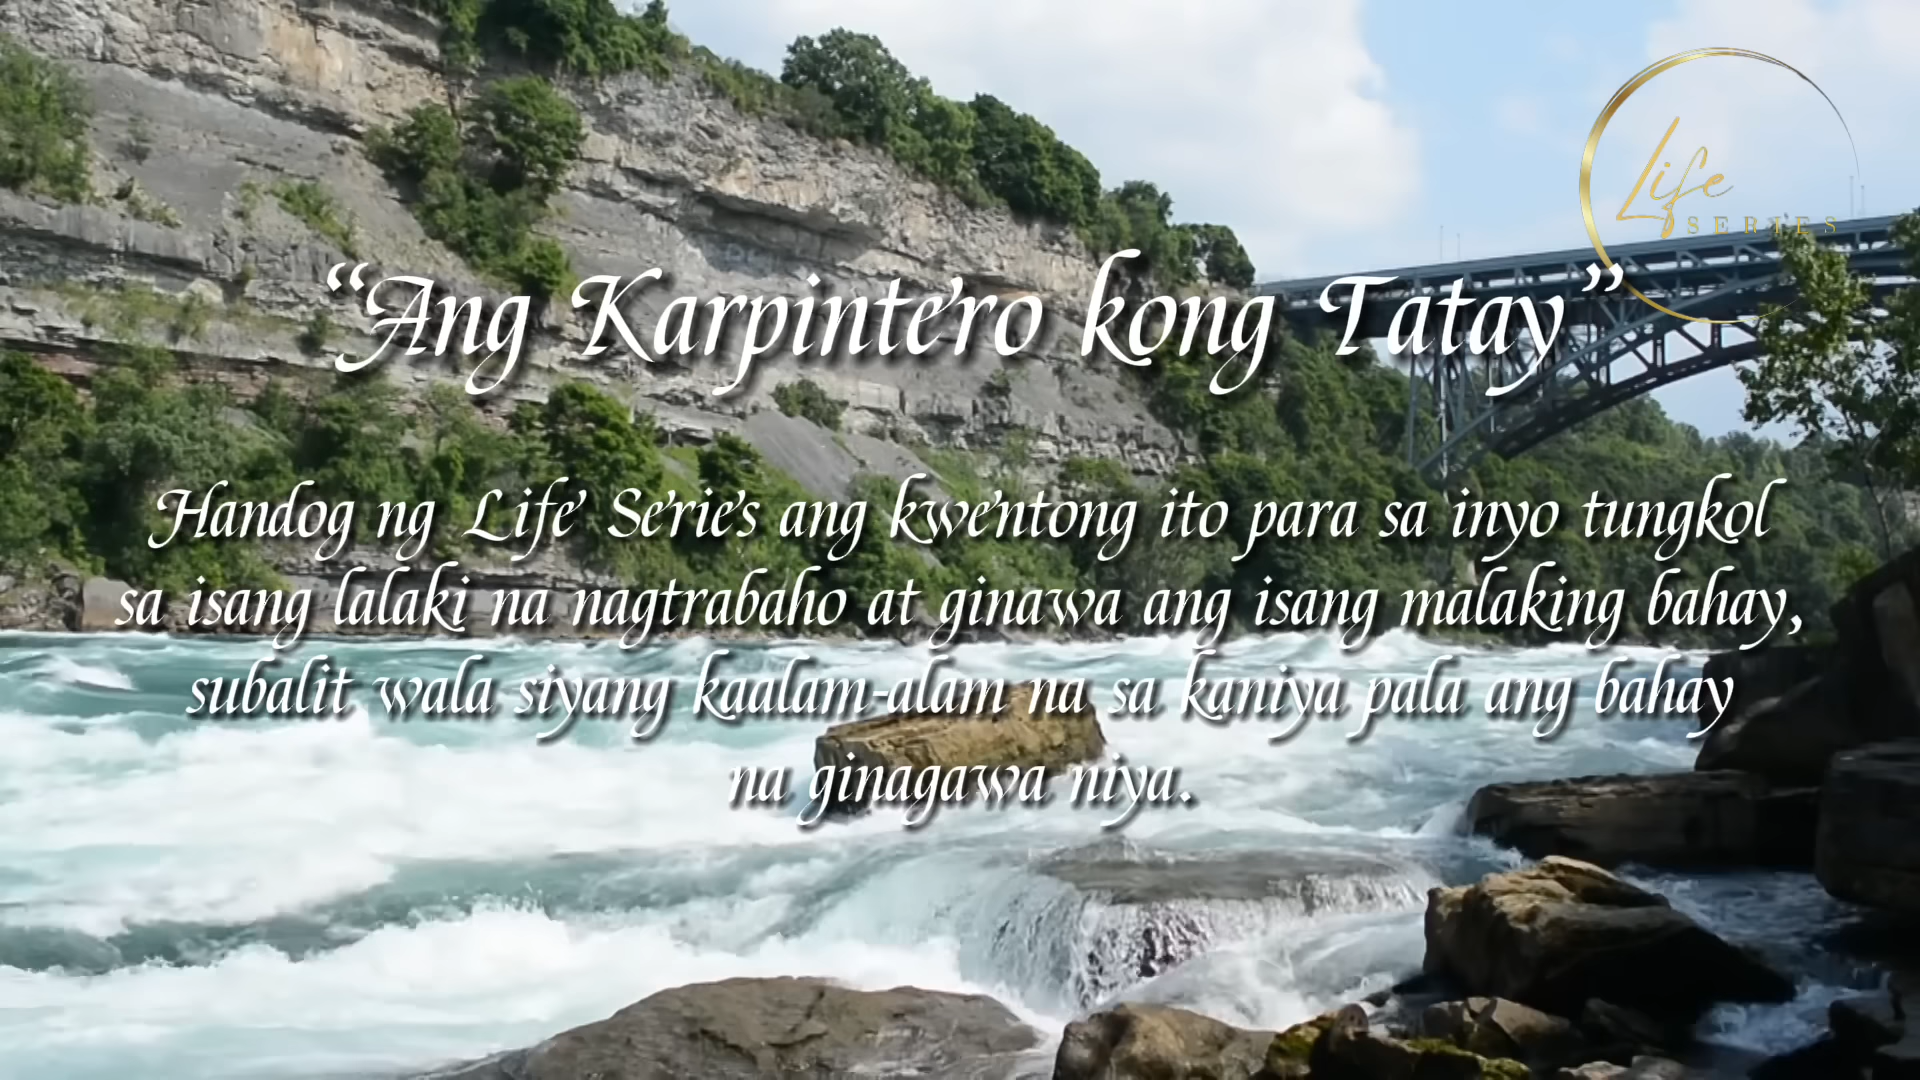 Life
SERIES
“Ang Karpintero kong Tatay”
Handog ng Life Series ang kwentong ito para sa inyo tungkol
sa isang lalaki na nagtrabaho at ginawa ang isang malaking bahay,
subalit wala siyang kaalam-alam na sa kaniya pala ang bahay
na ginagawa niya.